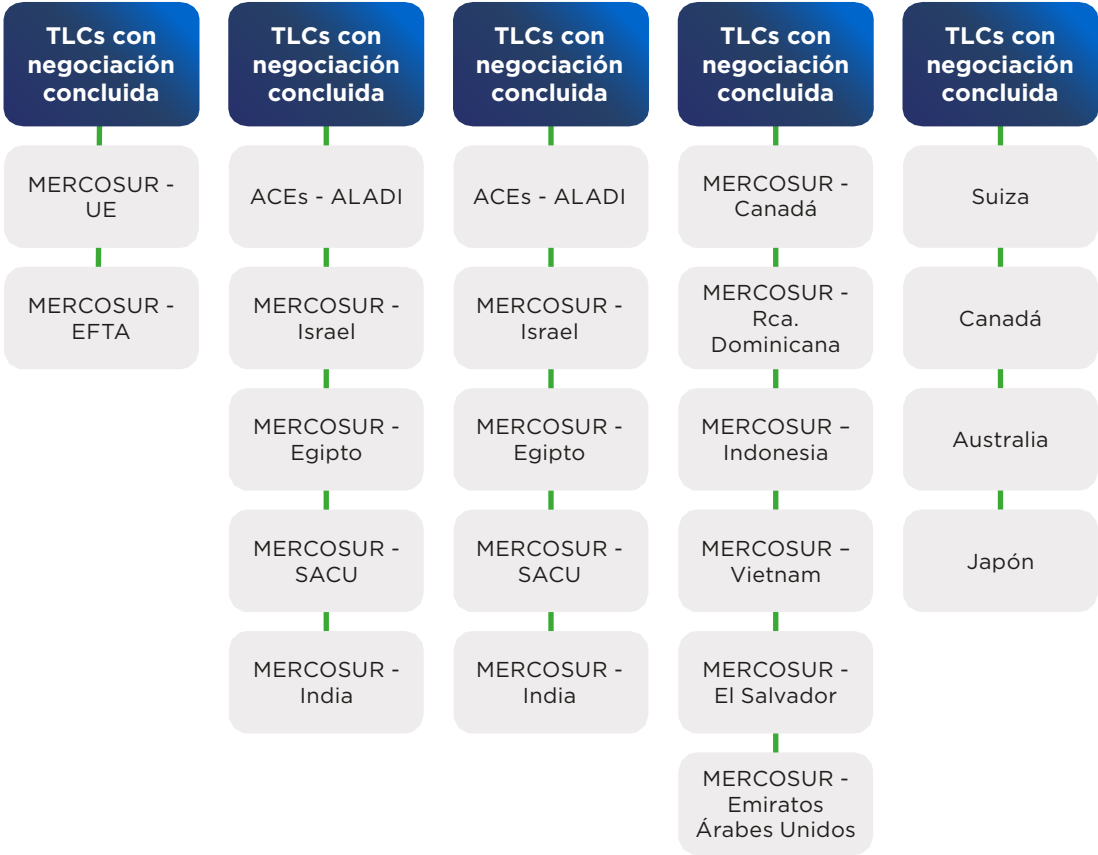 TLCs con
negociación
concluida
MERCOSUR -
UE
MERCOSUR -
EFTA
TLCs con
negociación
concluida
ACEs - ALADI
MERCOSUR -
Israel
MERCOSUR -
Egipto
MERCOSUR -
SACU
MERCOSUR -
India
TLCs con
negociación
concluida
ACEs - ALADI
MERCOSUR -
Israel
MERCOSUR -
Egipto
MERCOSUR -
SACU
MERCOSUR -
India
TLCs con
negociación
concluida
MERCOSUR -
Canadá
MERCOSUR -
Rca.
Dominicana
MERCOSUR –
Indonesia
MERCOSUR –
Vietnam
MERCOSUR -
El Salvador
MERCOSUR -
Emiratos
Árabes Unidos
TLCs con
negociación
concluida
Suiza
Canadá
Australia
Japón